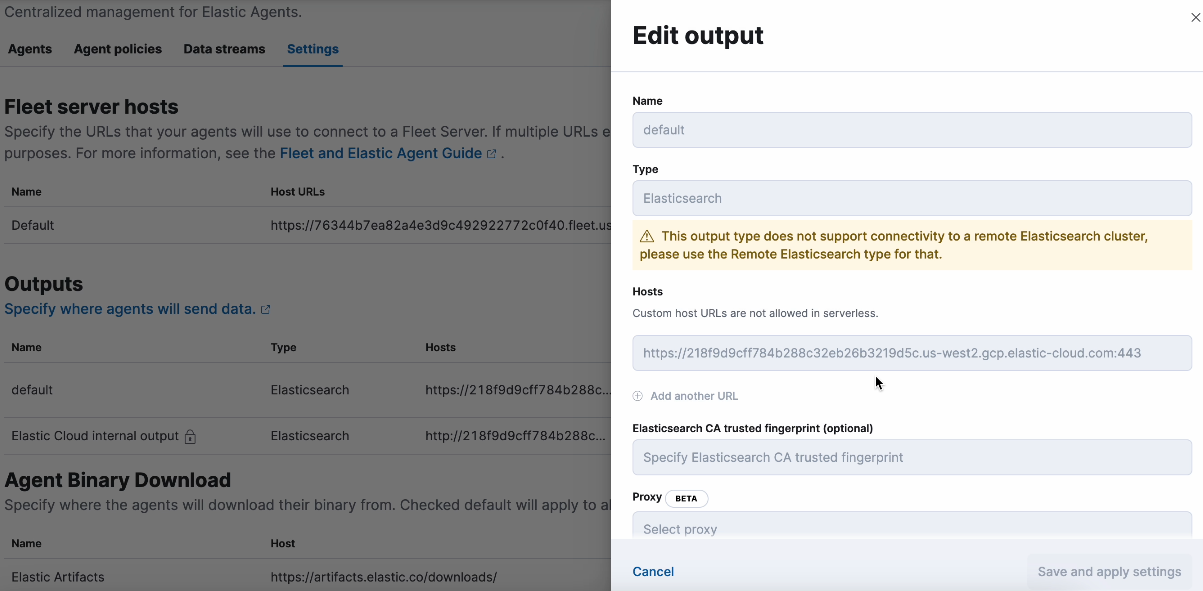 Centralized management for Elastic Agents.
Agents Agent policies Data streams Settings
Fleet server hosts
Specify the URLs that your agents will use to connect to a Fleet Server. If multiple URLs e
purposes. For more information, see the Fleet and Elastic Agent Guide .
Name Host URLs
Default https://76344b7ea82a4e3d9c492922772c0f40.fleet.us
Outputs
Specify where agents will send data.
Name Type Hosts
default Elasticsearch https://218f9d9cff784b288c...
Elastic Cloud internal output Elasticsearch http://218f9d9cff784b288c...
Agent Binary Download
Specify where the agents will download their binary from. Checked default will apply to al
Name Host
Elastic Artifacts https://artifacts.elastic.co/downloads/
Edit output
Name
default
Type
Elasticsearch
This output type does not support connectivity to a remote Elasticsearch cluster,
please use the Remote Elasticsearch type for that.
Hosts
Custom host URLs are not allowed in serverless.
https://218f9d9cff784b288c32eb26b3219d5c.us-west2.gcp.elastic-cloud.com:443
Add another URL
Elasticsearch CA trusted fingerprint (optional)
Specify Elasticsearch CA trusted fingerprint
Proxy BETA
Select proxy
Cancel Save and apply settings